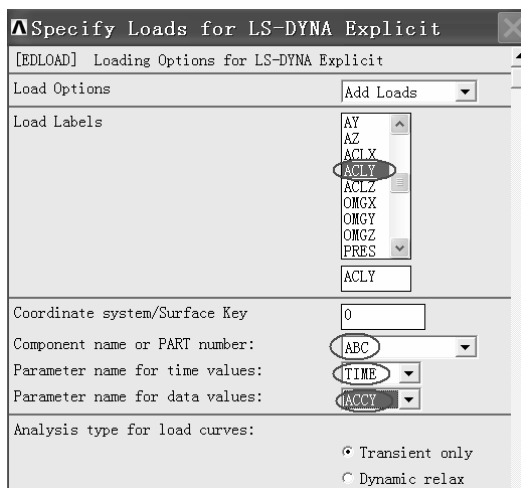 Specify Loads for LS-DYNA Explicit
[EDLOAD] Loading Options for LS-DYNA Explicit
Load Options Add Loads
Load Labels
AY
AZ
ACLX
ACLY
ACLZ
OMGX
OMGY
OMGZ
PRES
ACLY
Coordinate system/Surface Key 0
Component name or PART number: ABC
Parameter name for time values: TIME
Parameter name for data values: ACCY
Analysis type for load curves:
Transient only
Dynamic relax